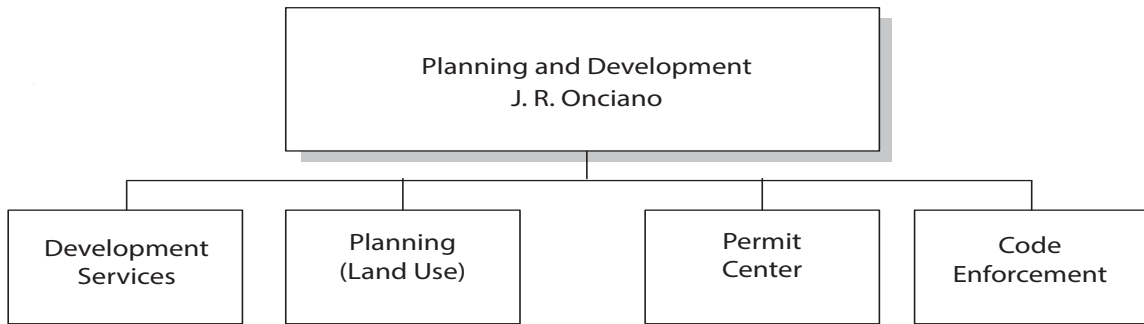 Planning and Development
J. R. Onciano
Development
Services
Planning
(Land Use)
Permit
Center
Code
Enforcement